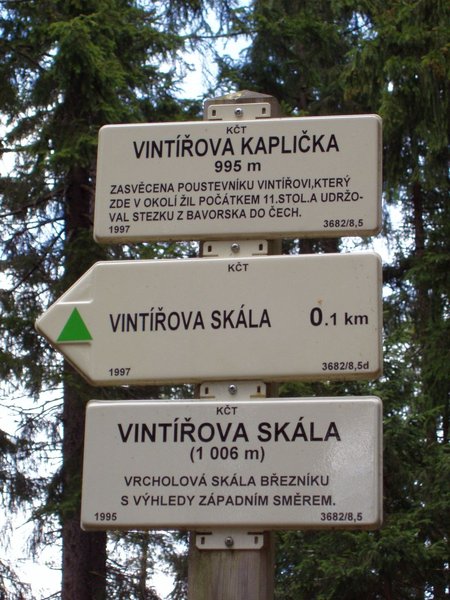 KČT
VINTÍŘOVA KAPLIČKA
995 m
ZASVĚCENA POUSTEVNÍKU VINTÍŘOVI,KTERÝ
ZDE V OKOLÍ ŽIL POČÁTKEM 11.STOL.A UDRŽO-
VAL STEZKU Z BAVORSKA DO ČECH.
1997 3682/8,5
KČT
VINTÍŘOVA SKÁLA 0.1 km
1997 3682/8,5d
KČT
VINTÍŘOVA SKÁLA
(1 006 m)
VRCHOLOVÁ SKÁLA BŘEZNÍKU
S VÝHLEDY ZÁPADNÍM SMĚREM.
1995 3682/8,5